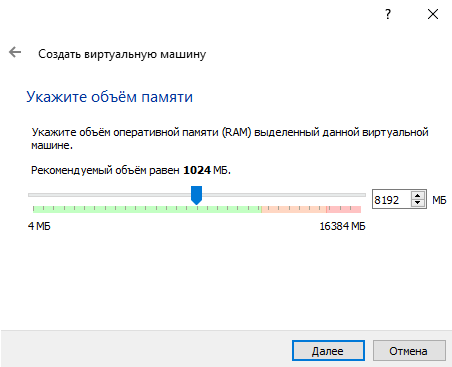 ?
Создать виртуальную машину
Укажите объём памяти
Укажите объём оперативной памяти (RAM) выделенный данной виртуальной
машине.
Рекомендуемый объём равен 1024 МБ.
8192 МБ
4 МБ 16384 МБ
Далее Отмена